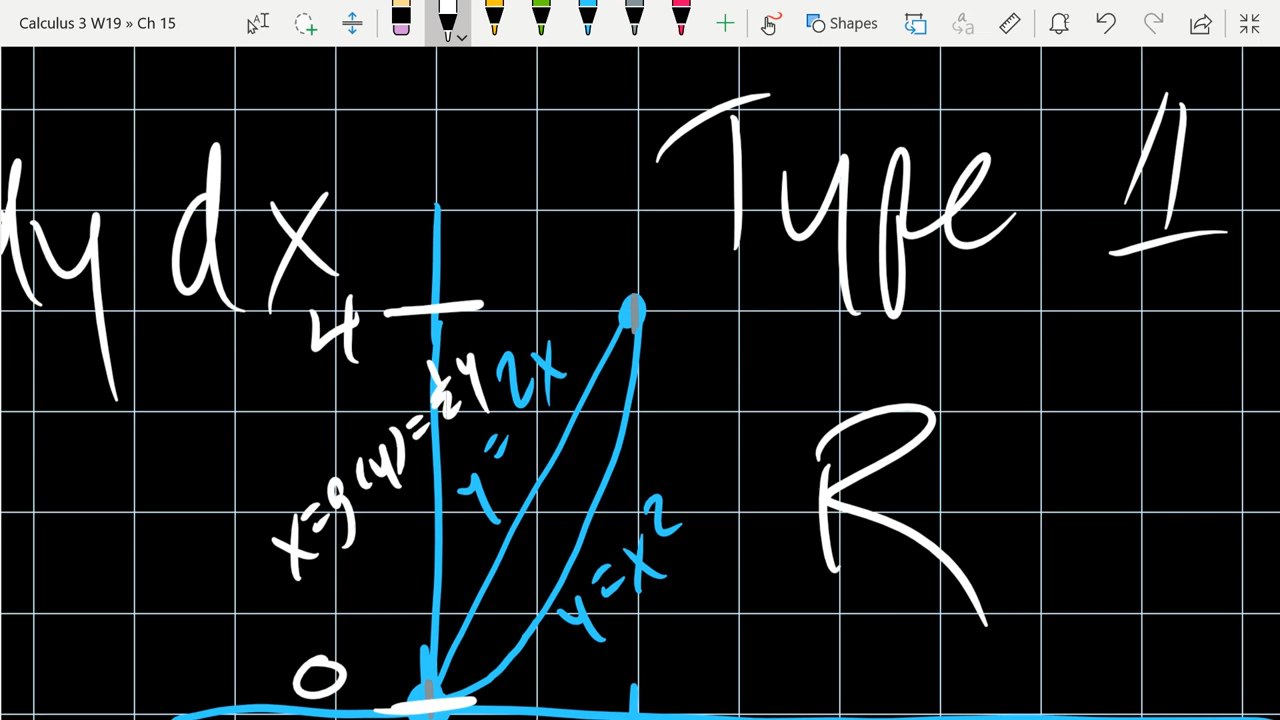 Calculus 3 W19 » Ch 15
Shapes
dy dx
Type 1
4
x=g(y)=½y
y=2x
y=x²
R
0